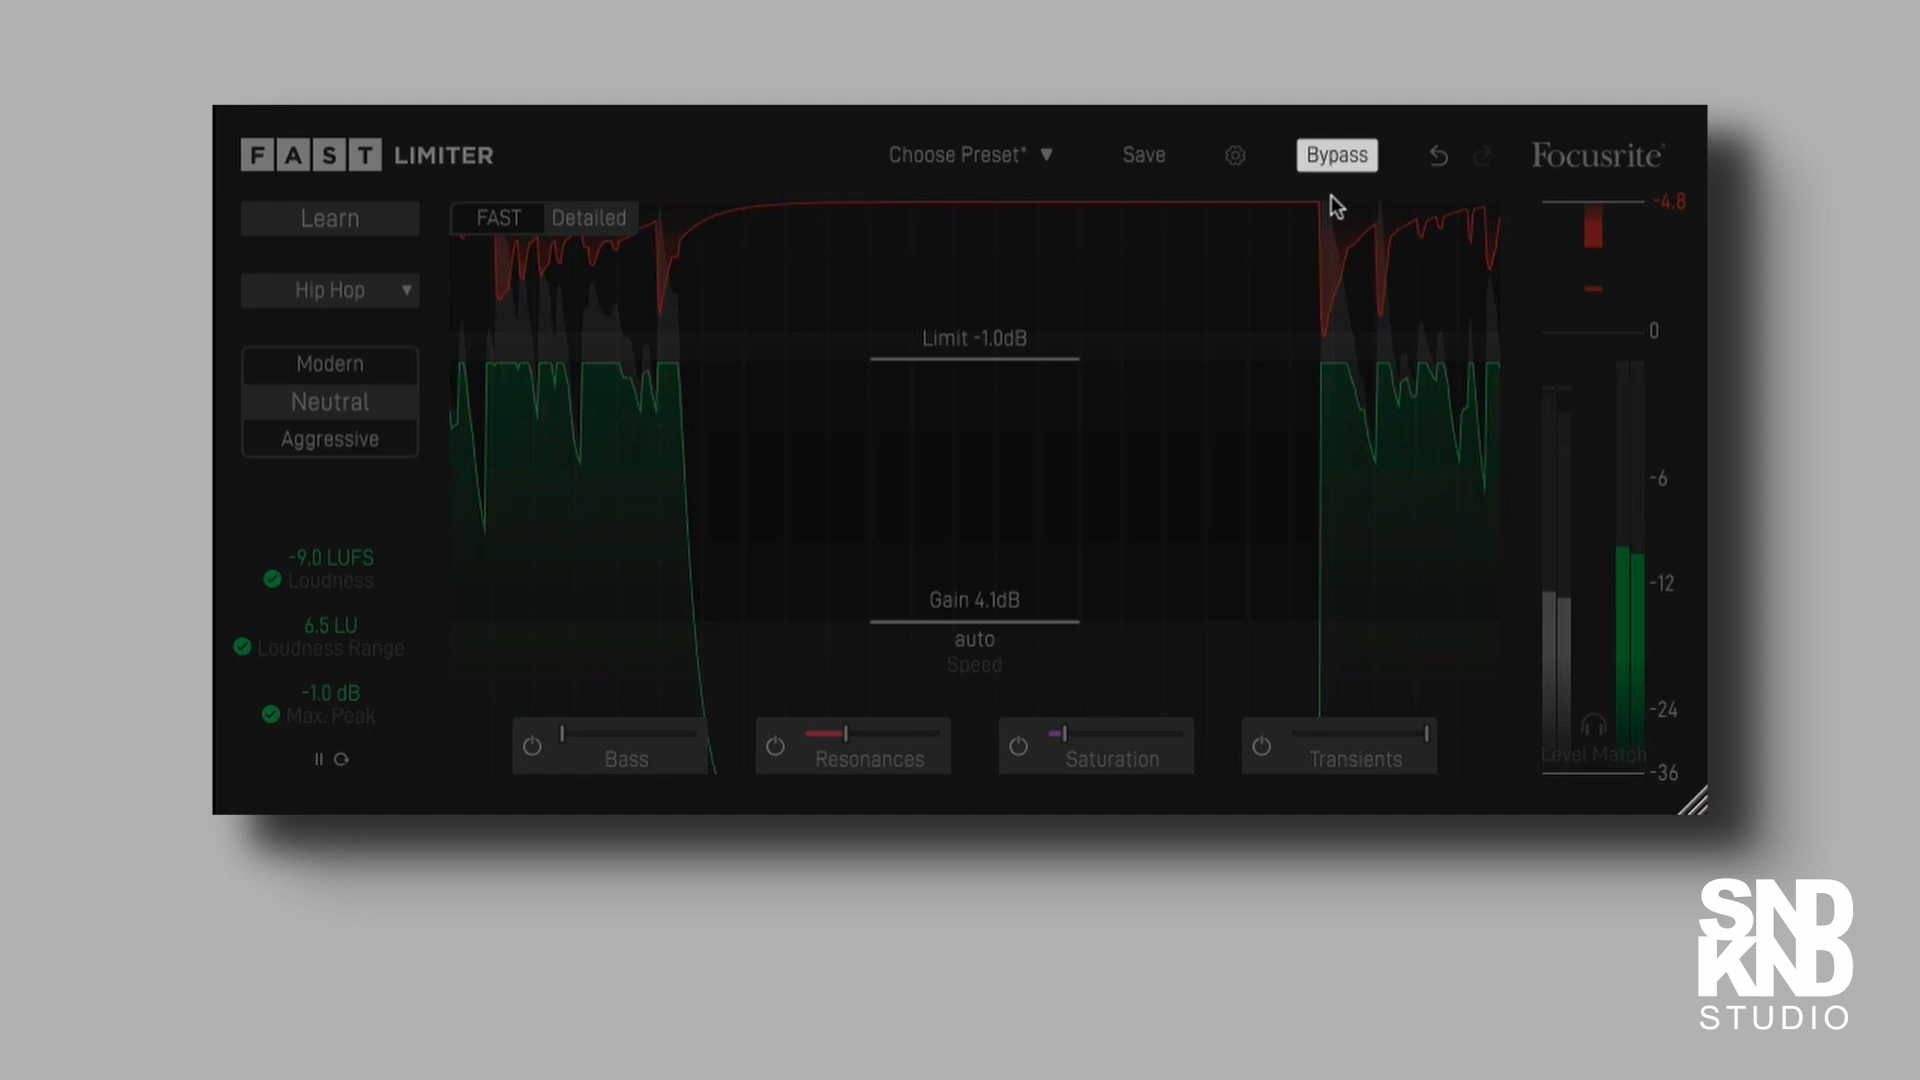 FAST LIMITER
Choose Preset*
Save
Bypass
Focusrite
Learn
FAST
Detailed
-4.8
Hip Hop
Limit -1.0dB
0
Modern
Neutral
Aggressive
-6
-9.0 LUFS
Loudness
-12
Gain 4.1dB
6.5 LU
Loudness Range
auto
Speed
-1.0 dB
Max. Peak
-24
Bass
Resonances
Saturation
Transients
Level Match
-36
SND
KND
STUDIO